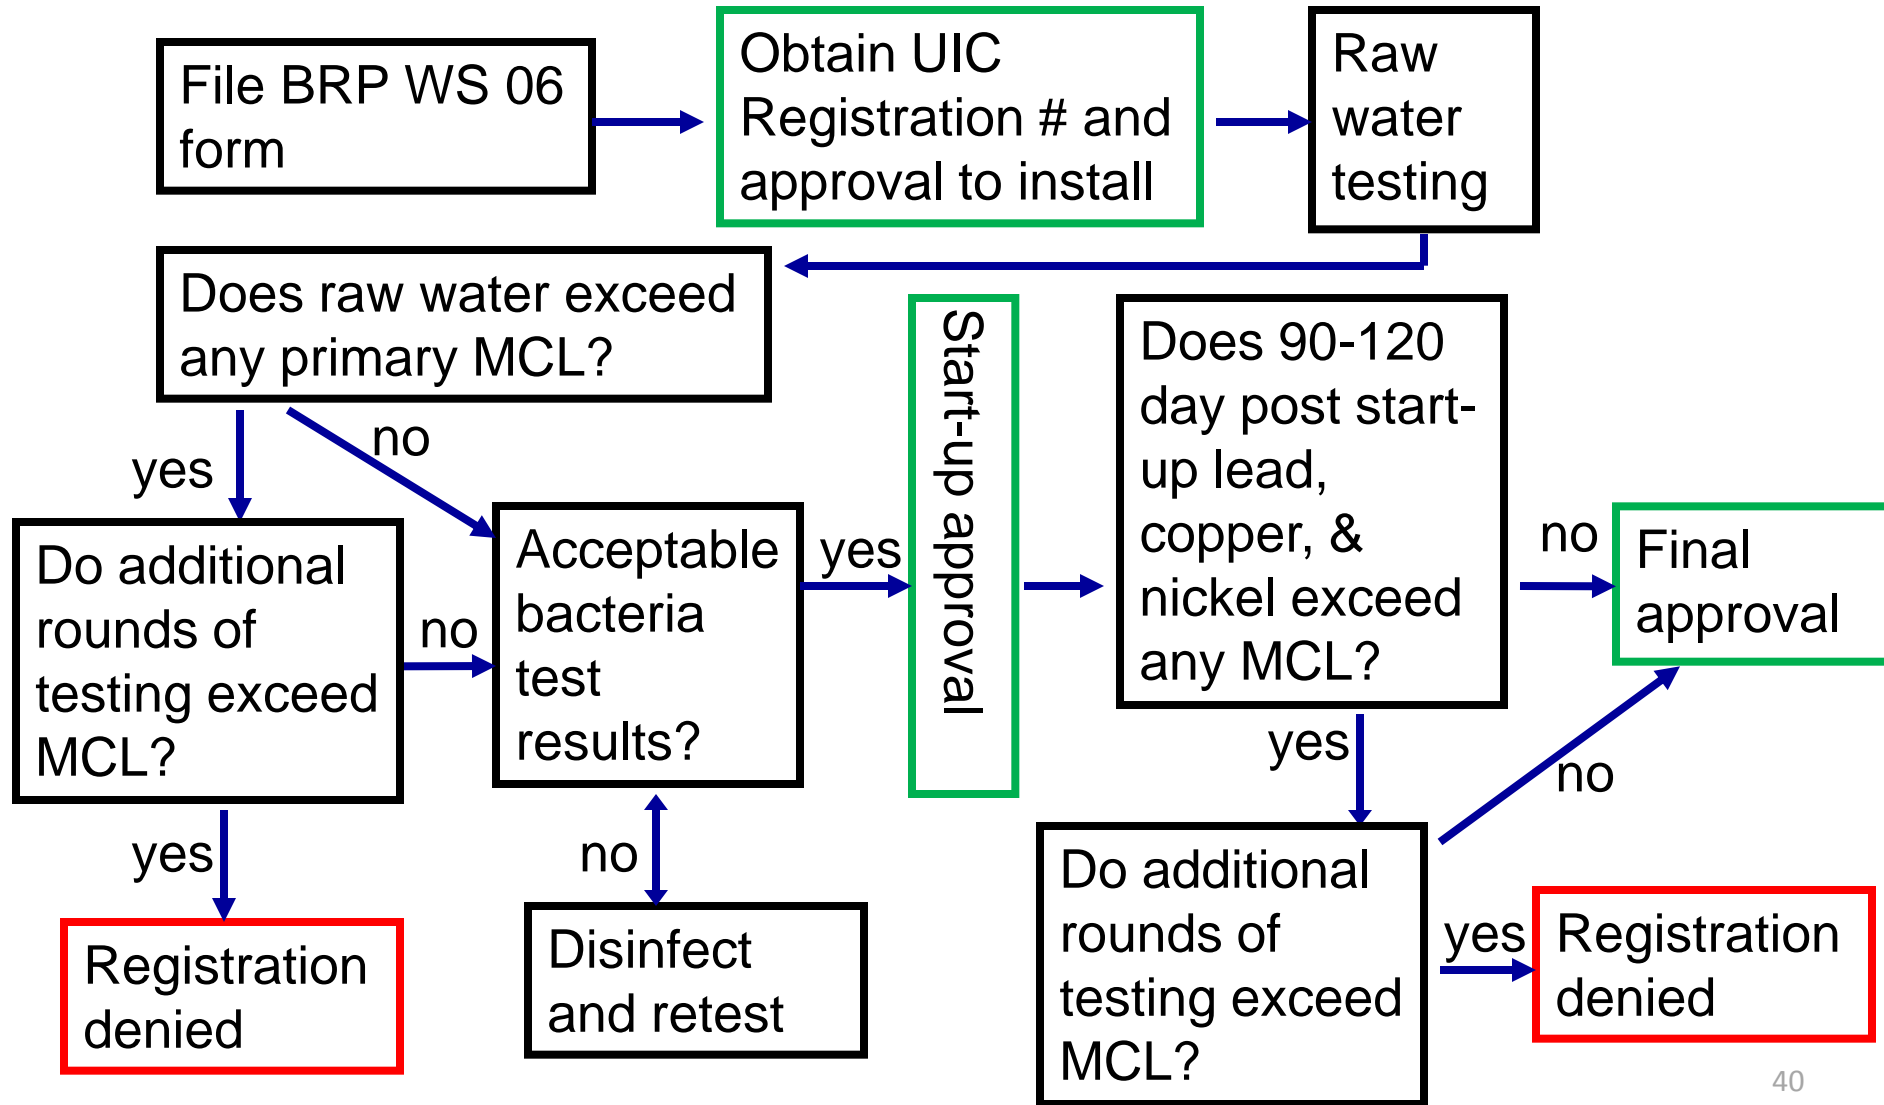 File BRP WS 06
form
Obtain UIC
Registration # and
approval to install
Raw
water
testing
Does raw water exceed
any primary MCL?
yes
no
Do additional
rounds of
testing exceed
MCL?
no
yes
Registration
denied
Acceptable
bacteria
test
results?
yes
no
Disinfect
and retest
Start-up approval
Does 90-120
day post start-
up lead,
copper, &
nickel exceed
any MCL?
no
Final
approval
yes
no
Do additional
rounds of
testing exceed
MCL?
yes
Registration
denied
40